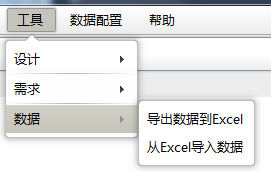 工具 数据配置 帮助
设计
需求
数据
导出数据到Excel
从Excel导入数据